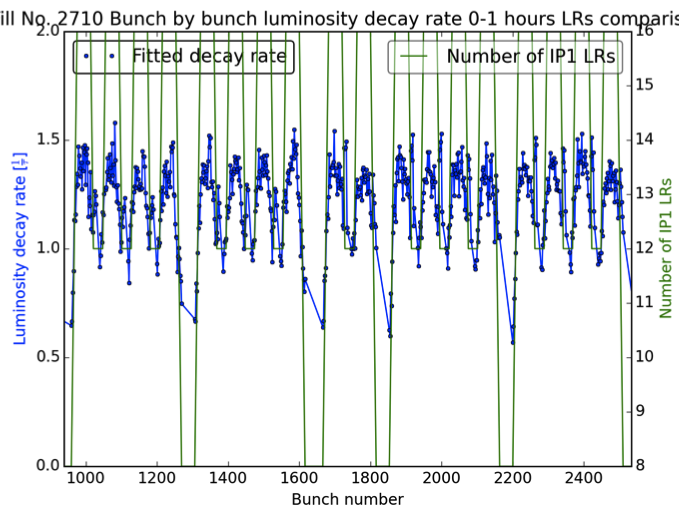 ill No. 2710 Bunch by bunch luminosity decay rate 0-1 hours LRs comparis
Fitted decay rate
Number of IP1 LRs
2.0
1.5
1.0
0.5
0.0
16
15
14
13
12
11
10
9
8
Luminosity decay rate
Number of IP1 LRs
1000 1200 1400 1600 1800 2000 2200 2400
Bunch number